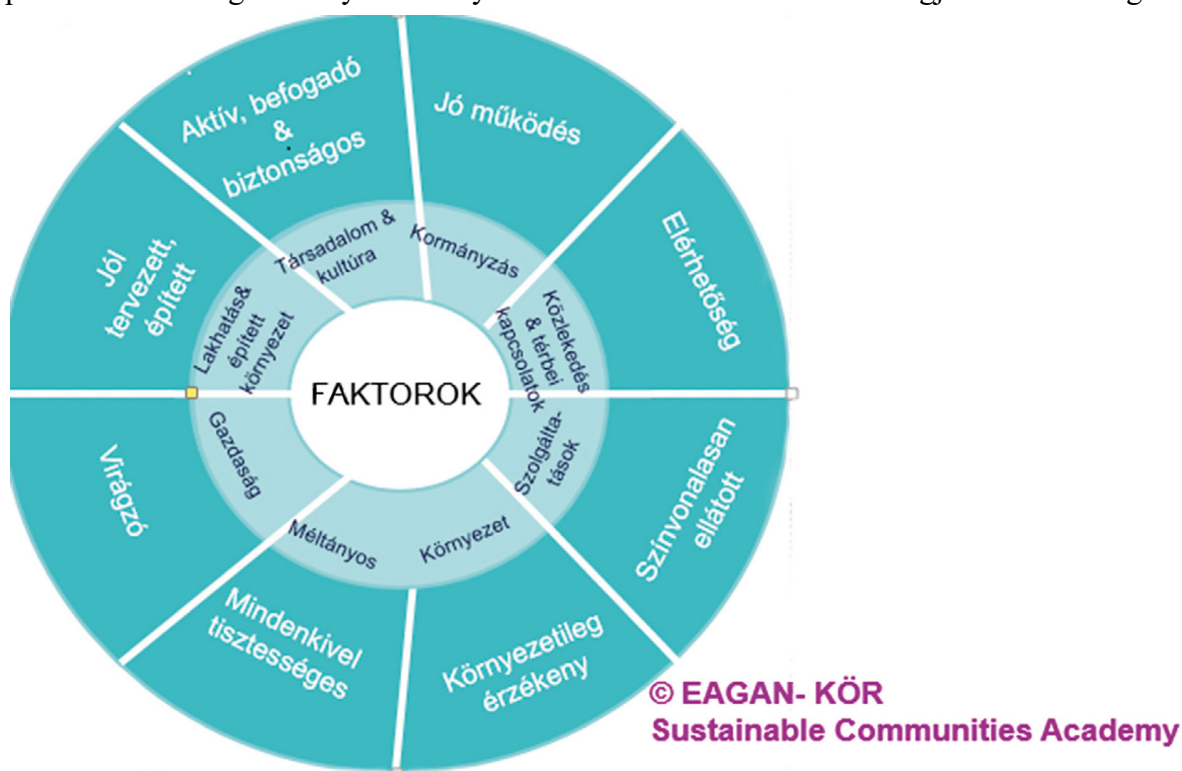 Aktív, befogadó
&
biztonságos
Jó működés
Elérhetőség
Színvonalasan
ellátott
Környezetileg
érzékeny
Mindenkivel
tisztességes
Virágzó
Jól
tervezett,
épített
Társadalom &
kultúra
Kormányzás
Közlekedés
& térbei
kapcsolatok
Szolgálta-
tások
Környezet
Méltányos
Gazdaság
Lakhatás&
épített
környezet
FAKTOROK
© EAGAN- KÖR
Sustainable Communities Academy